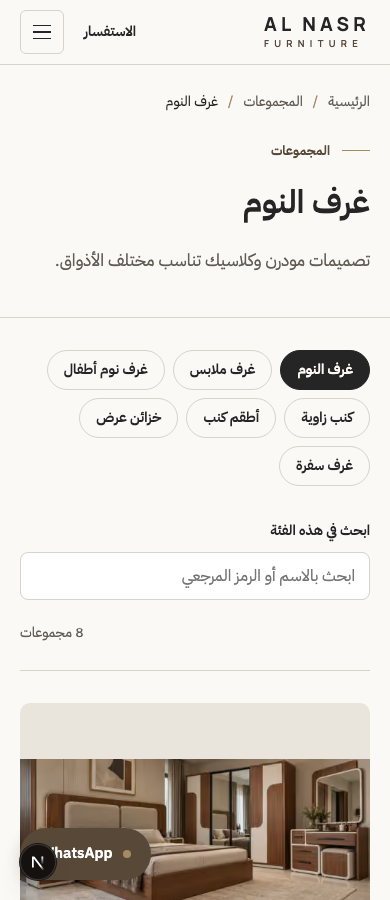 AL NASR
FURNITURE
الاستفسار
الرئيسية / المجموعات / غرف النوم
المجموعات
غرف النوم
تصميمات مودرن وكلاسيك تناسب مختلف الأذواق.
غرف النوم
غرف ملابس
غرف نوم أطفال
كنب زاوية
أطقم كنب
خزائن عرض
غرف سفرة
ابحث في هذه الفئة
ابحث بالاسم أو الرمز المرجعي
8 مجموعات
hatsApp
N